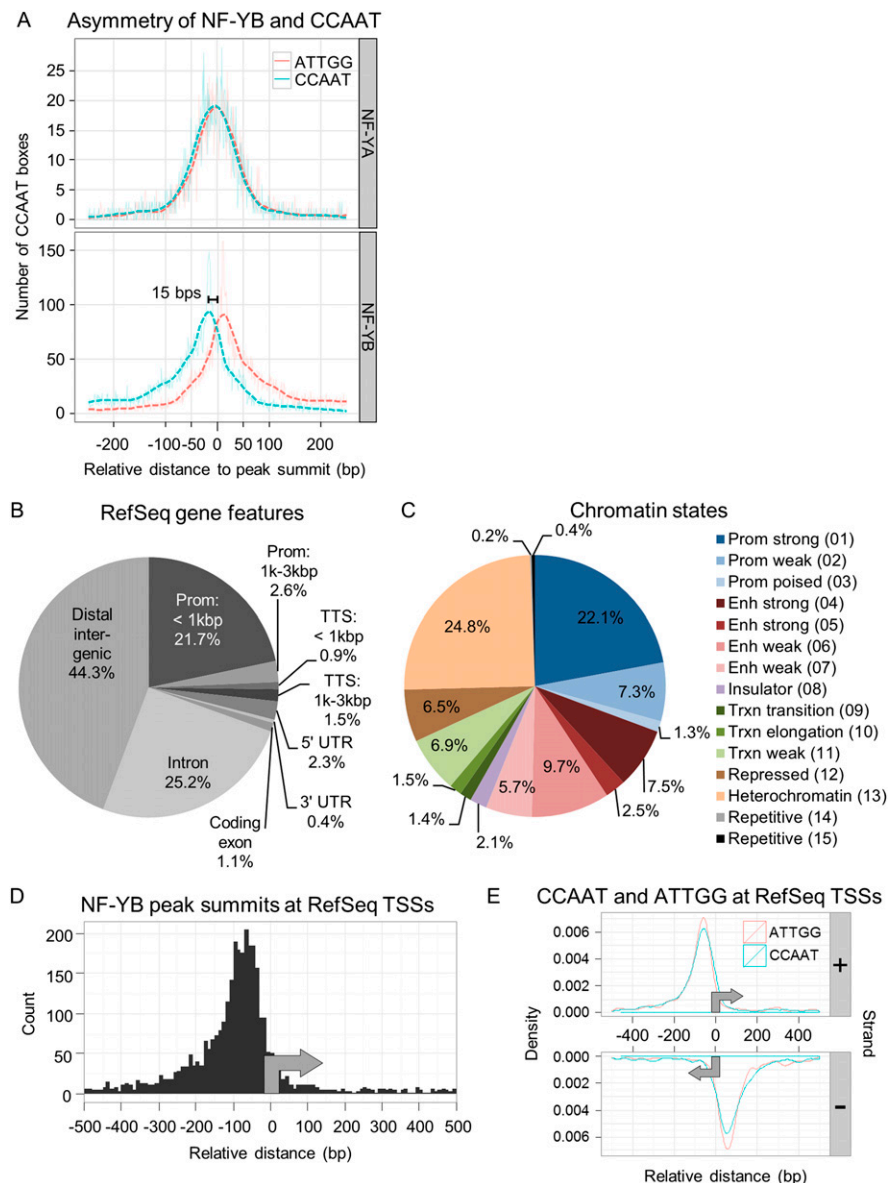 A Asymmetry of NF-YB and CCAAT
ATTGG
CCAAT
25
20
15
10
5
0
NF-YA
150
100
50
0
15 bps
NF-YB
Number of CCAAT boxes
-200 -100 -50 0 50 100 200
Relative distance to peak summit (bp)
B RefSeq gene features
Prom:
< 1kbp
21.7%
Prom:
1k-3kbp
2.6%
TTS:
< 1kbp
0.9%
TTS:
1k-3kbp
1.5%
5' UTR
2.3%
3' UTR
0.4%
Coding
exon
1.1%
Intron
25.2%
Distal
inter-
genic
44.3%
C Chromatin states
0.2%
0.4%
22.1%
7.3%
1.3%
7.5%
2.5%
9.7%
5.7%
2.1%
1.4%
1.5%
6.9%
6.5%
24.8%
Prom strong (01)
Prom weak (02)
Prom poised (03)
Enh strong (04)
Enh strong (05)
Enh weak (06)
Enh weak (07)
Insulator (08)
Trxn transition (09)
Trxn elongation (10)
Trxn weak (11)
Repressed (12)
Heterochromatin (13)
Repetitive (14)
Repetitive (15)
D NF-YB peak summits at RefSeq TSSs
200
150
100
50
0
Count
-500 -400 -300 -200 -100 0 100 200 300 400 500
Relative distance (bp)
E CCAAT and ATTGG at RefSeq TSSs
ATTGG
CCAAT
0.006
0.004
0.002
0.000
+
-400 -200 0 200 400
0.000
0.002
0.004
0.006
-
Density
Strand
Relative distance (bp)